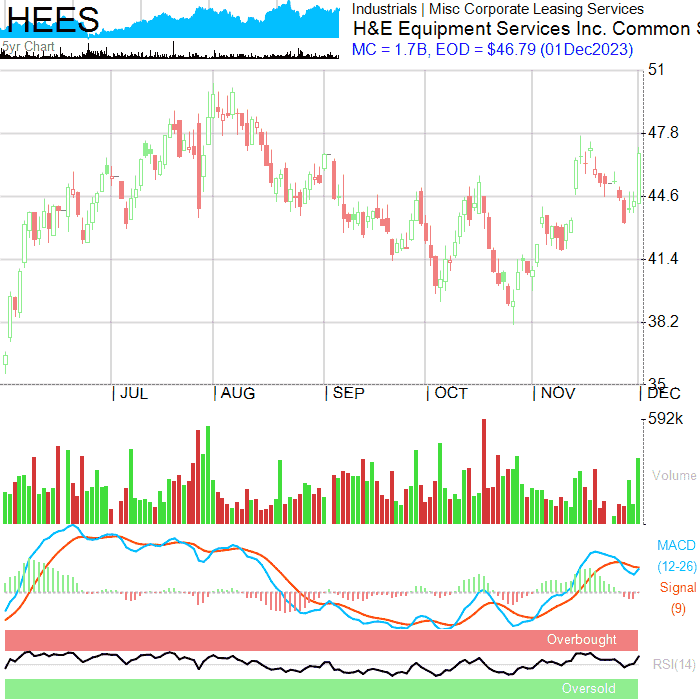 HEES
5yr Chart
Industrials | Misc Corporate Leasing Services
H&E Equipment Services Inc. Common S
MC = 1.7B, EOD = $46.79 (01Dec2023)
51
47.8
44.6
41.4
38.2
35
| JUL | AUG | SEP | OCT | NOV | DEC
592k
Volume
MACD
(12-26)
Signal
(9)
Overbought
RSI(14)
Oversold